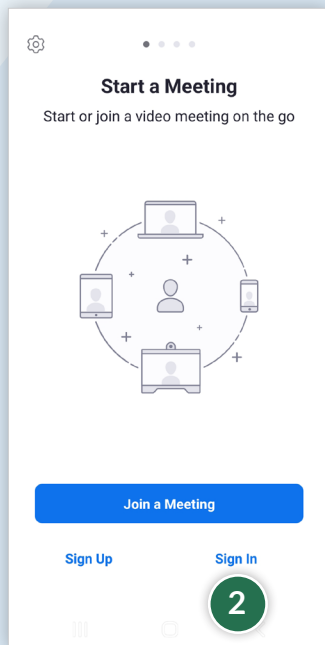 Start a Meeting
Start or join a video meeting on the go
Join a Meeting
Sign Up
Sign In
2